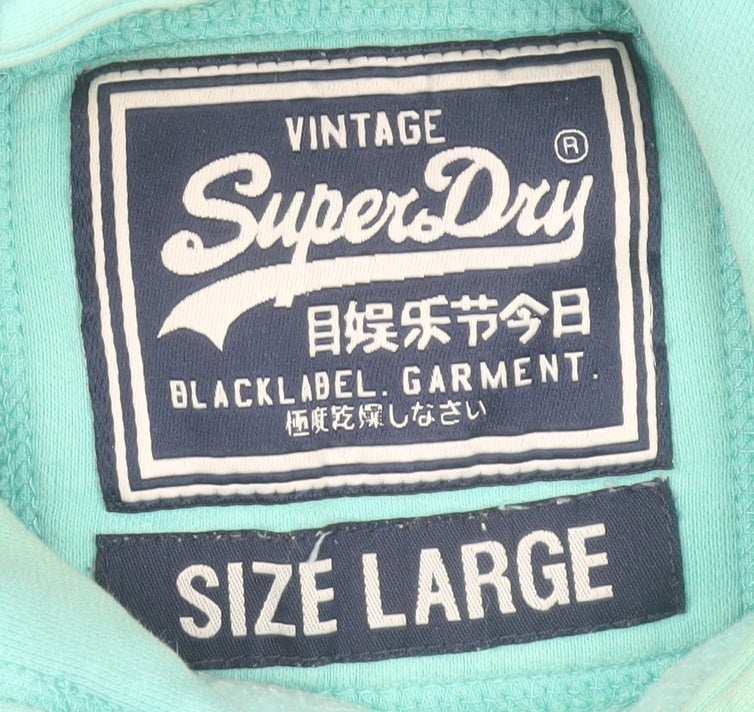 VINTAGE
SuperDry ®
目娱乐节今日
BLACKLABEL. GARMENT.
極度乾燥しなさい
SIZE LARGE